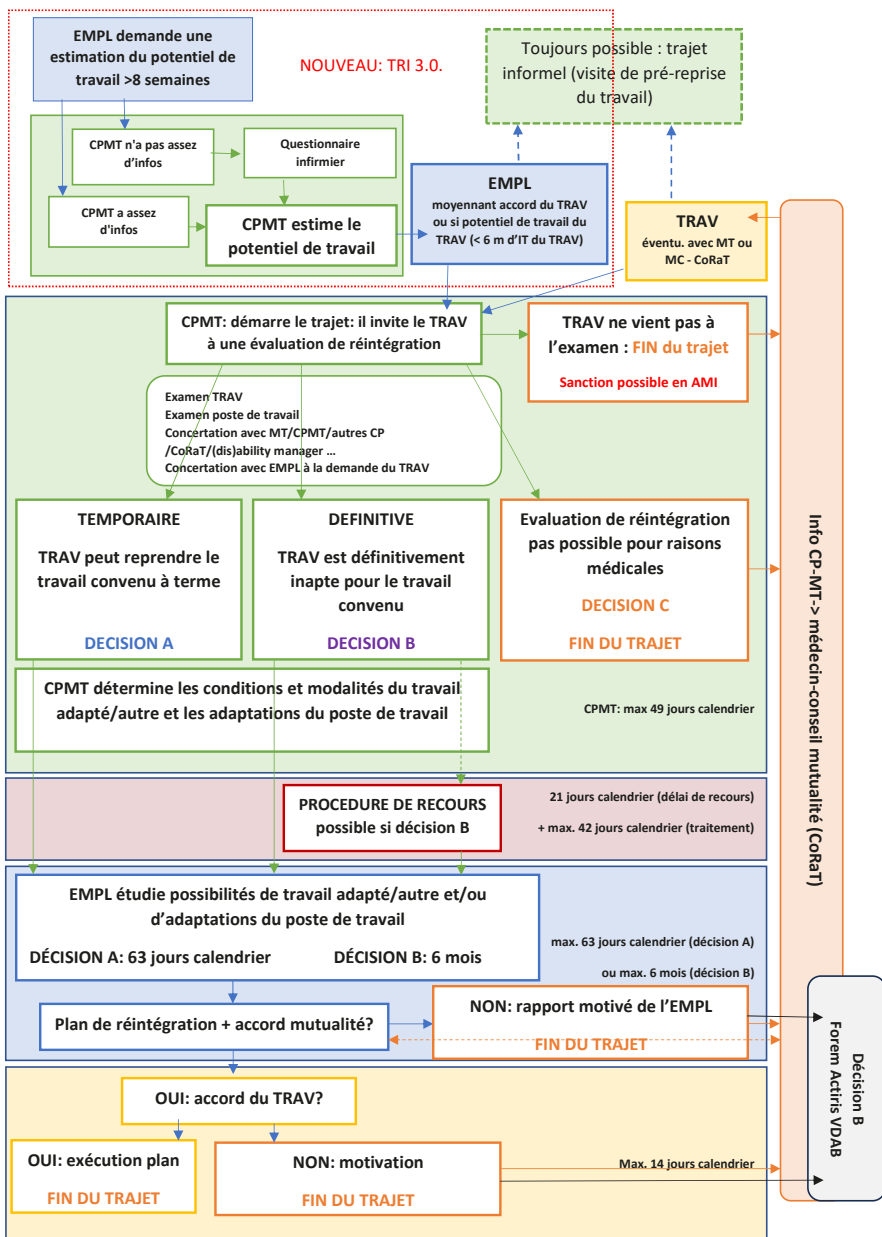 EMPL demande une
estimation du potentiel de
travail >8 semaines
NOUVEAU: TRI 3.0.
Toujours possible : trajet
informel (visite de pré-reprise
du travail)
CPMT n'a pas assez
d’infos
Questionnaire
infirmier
CPMT a assez
d'infos
CPMT estime le
potentiel de travail
EMPL
moyennant accord du TRAV
ou si potentiel de travail du
TRAV (< 6 m d’IT du TRAV)
TRAV
éventu. avec MT ou
MC - CoRaT
CPMT: démarre le trajet: il invite le TRAV
à une évaluation de réintégration
TRAV ne vient pas à
l’examen : FIN du trajet
Sanction possible en AMI
Examen TRAV
Examen poste de travail
Concertation avec MT/CPMT/autres CP
/CoRaT/(dis)ability manager …
Concertation avec EMPL à la demande du TRAV
TEMPORAIRE
TRAV peut reprendre le
travail convenu à terme
DECISION A
DEFINITIVE
TRAV est définitivement
inapte pour le travail
convenu
DECISION B
Evaluation de réintégration
pas possible pour raisons
médicales
DECISION C
FIN DU TRAJET
CPMT détermine les conditions et modalités du travail
adapté/autre et les adaptations du poste de travail
CPMT: max 49 jours calendrier
PROCEDURE DE RECOURS
possible si décision B
21 jours calendrier (délai de recours)
+ max. 42 jours calendrier (traitement)
EMPL étudie possibilités de travail adapté/autre et/ou
d’adaptations du poste de travail
DÉCISION A: 63 jours calendrier DÉCISION B: 6 mois
max. 63 jours calendrier (décision A)
ou max. 6 mois (décision B)
Plan de réintégration + accord mutualité?
NON: rapport motivé de l’EMPL
FIN DU TRAJET
OUI: accord du TRAV?
OUI: exécution plan
FIN DU TRAJET
NON: motivation
FIN DU TRAJET
Max. 14 jours calendrier
Info CP-MT-> médecin-conseil mutualité (CoRaT)
Décision B
Forem Actiris VDAB